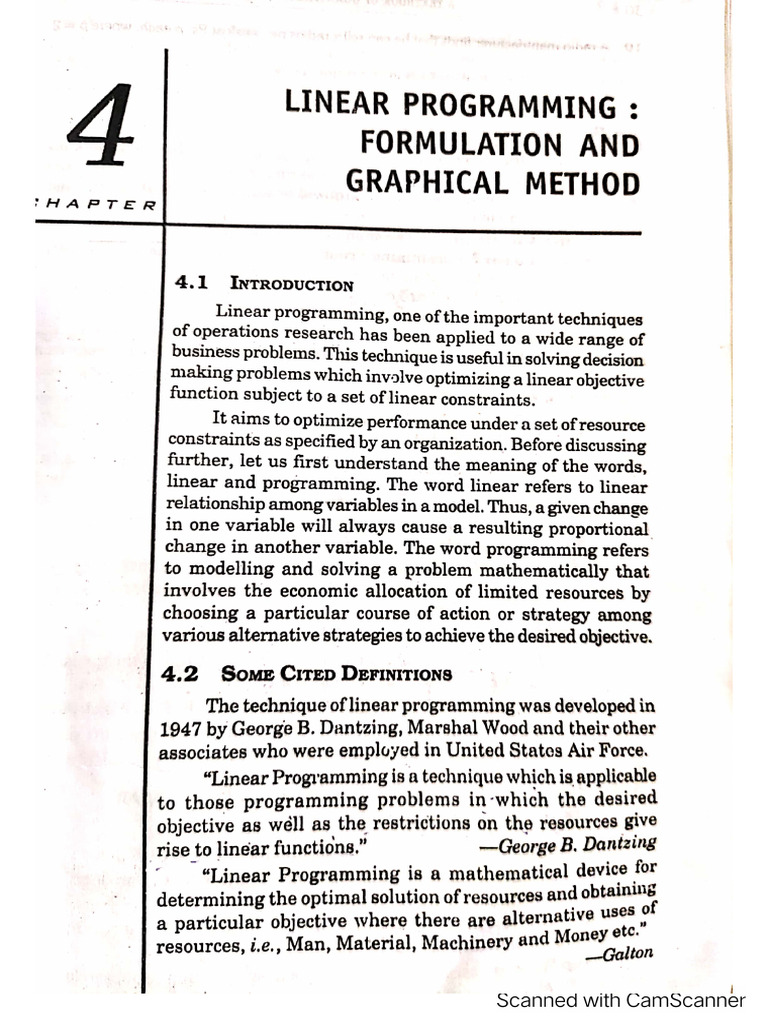 4
HAPTER
LINEAR PROGRAMMING :
FORMULATION AND
GRAPHICAL METHOD
4.1 INTRODUCTION
Linear programming, one of the important techniques
of operations research has been applied to a wide range of
business problems. This technique is useful in solving decision
making problems which involve optimizing a linear objective
function subject to a set of linear constraints.
It aims to optimize performance under a set of resource
constraints as specified by an organization. Before discussing
further, let us first understand the meaning of the words,
linear and programming. The word linear refers to linear
relationship among variables in a model. Thus, a given change
in one variable will always cause a resulting proportional
change in another variable. The word programming refers
to modelling and solving a problem mathematically that
involves the economic allocation of limited resources by
choosing a particular course of action or strategy among
various alternative strategies to achieve the desired objective.
4.2 SOME CITED DEFINITIONS
The technique of linear programming was developed in
1947 by George B. Dantzing, Marshal Wood and their other
associates who were employed in United States Air Force.
“Linear Programming is a technique which is applicable
to those programming problems in which the desired
objective as well as the restrictions on the resources give
rise to linear functions.” —George B. Dantzing
“Linear Programming is a mathematical device for
determining the optimal solution of resources and obtaining
a particular objective where there are alternative uses of
resources, i.e., Man, Material, Machinery and Money etc.”
—Galton
Scanned with CamScanner